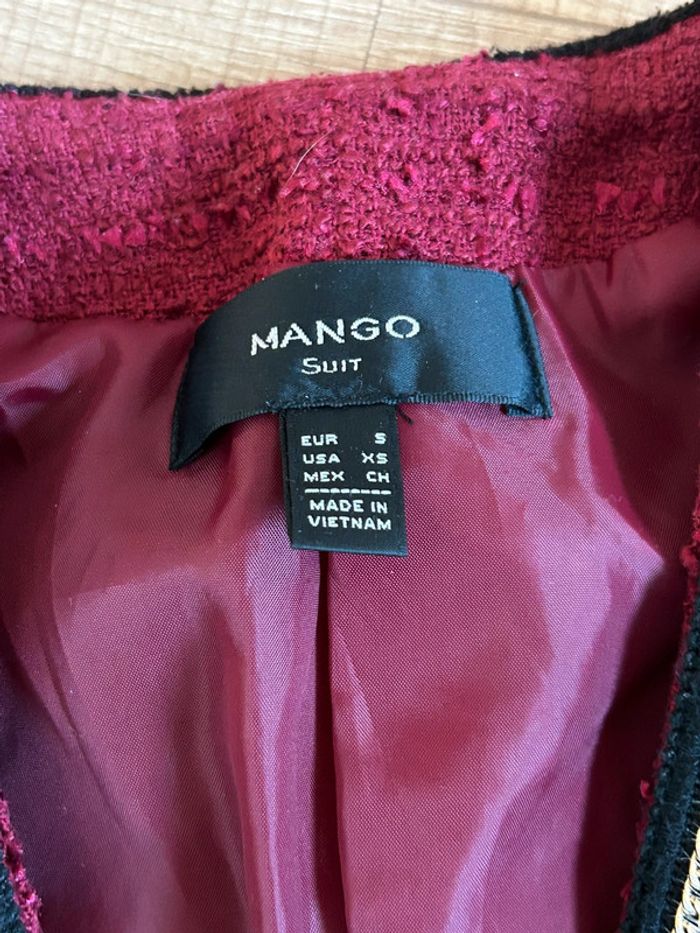 MANGO
SUIT
EUR S
USA XS
MEX CH
MADE IN
VIETNAM